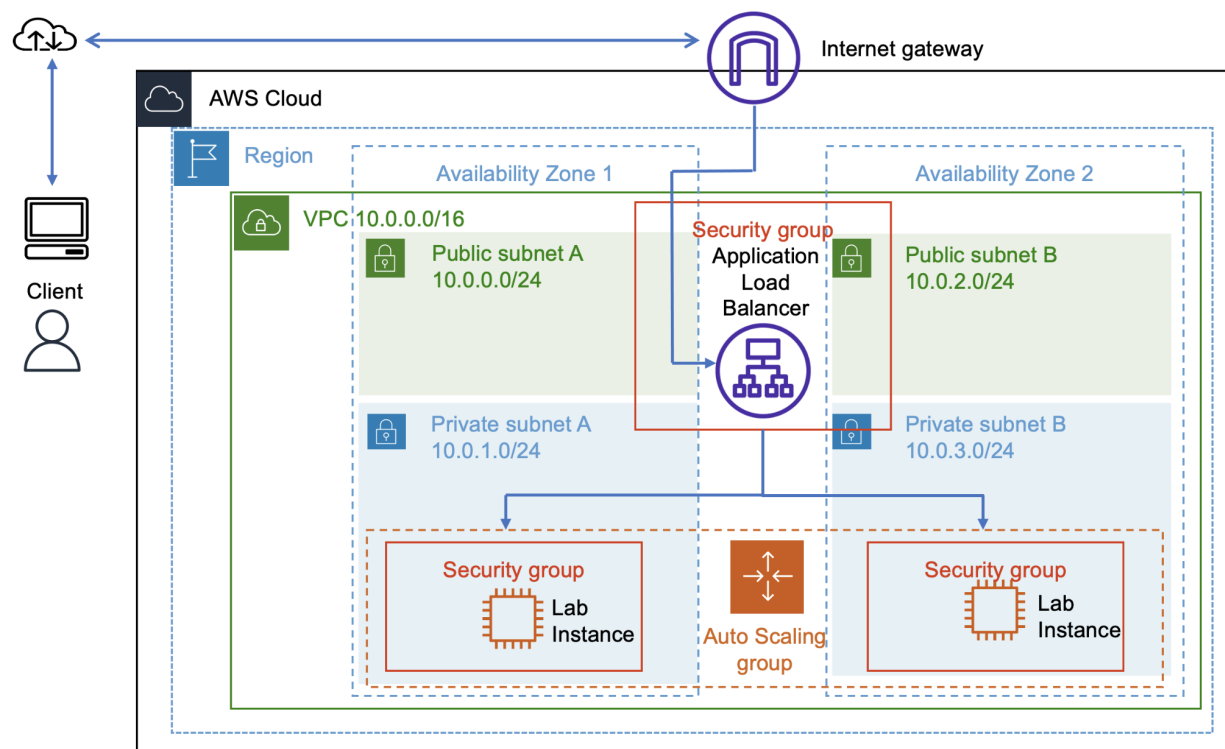 Internet gateway
AWS Cloud
Region
Availability Zone 1
Availability Zone 2
VPC 10.0.0.0/16
Client
Public subnet A
10.0.0.0/24
Security group
Application
Load
Balancer
Public subnet B
10.0.2.0/24
Private subnet A
10.0.1.0/24
Private subnet B
10.0.3.0/24
Security group
Lab
Instance
Auto Scaling
group
Security group
Lab
Instance